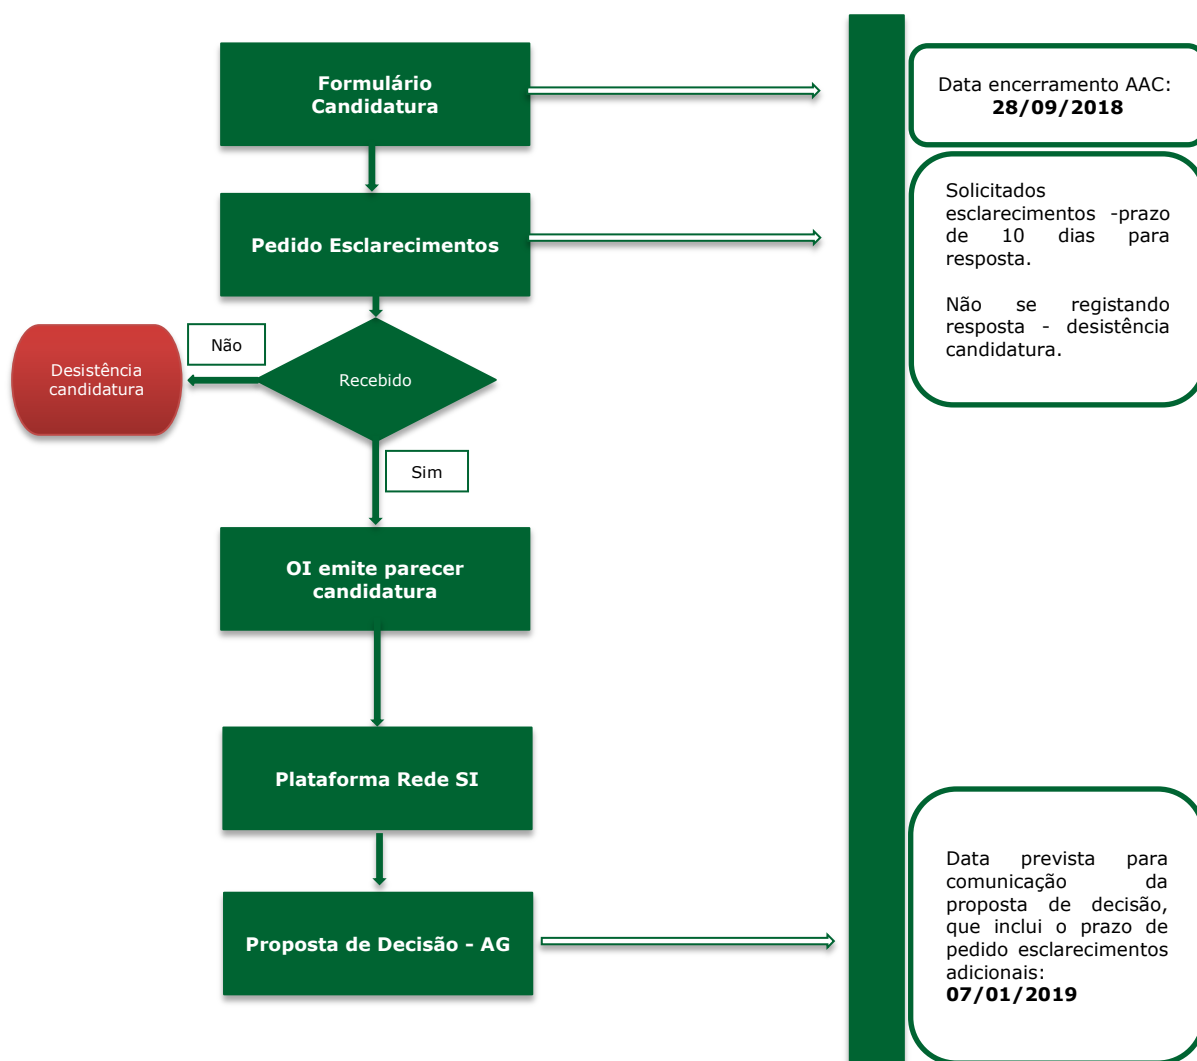 Formulário
Candidatura
Data encerramento AAC:
28/09/2018
Pedido Esclarecimentos
Solicitados
esclarecimentos -prazo
de 10 dias para
resposta.
Não se registando
resposta - desistência
candidatura.
Não
Desistência
candidatura
Recebido
Sim
OI emite parecer
candidatura
Plataforma Rede SI
Proposta de Decisão - AG
Data prevista para
comunicação da
proposta de decisão,
que inclui o prazo de
pedido esclarecimentos
adicionais:
07/01/2019